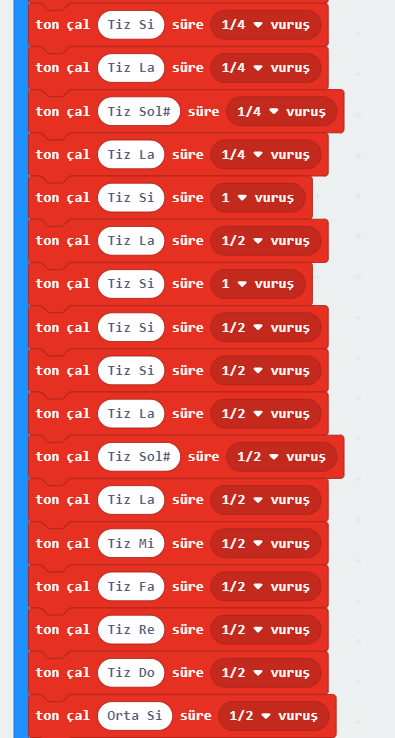 ton çal Tiz Si süre 1/4 vuruş
ton çal Tiz La süre 1/4 vuruş
ton çal Tiz Sol# süre 1/4 vuruş
ton çal Tiz La süre 1/4 vuruş
ton çal Tiz Si süre 1 vuruş
ton çal Tiz La süre 1/2 vuruş
ton çal Tiz Si süre 1 vuruş
ton çal Tiz Si süre 1/2 vuruş
ton çal Tiz Si süre 1/2 vuruş
ton çal Tiz La süre 1/2 vuruş
ton çal Tiz Sol# süre 1/2 vuruş
ton çal Tiz La süre 1/2 vuruş
ton çal Tiz Mi süre 1/2 vuruş
ton çal Tiz Fa süre 1/2 vuruş
ton çal Tiz Re süre 1/2 vuruş
ton çal Tiz Do süre 1/2 vuruş
ton çal Orta Si süre 1/2 vuruş